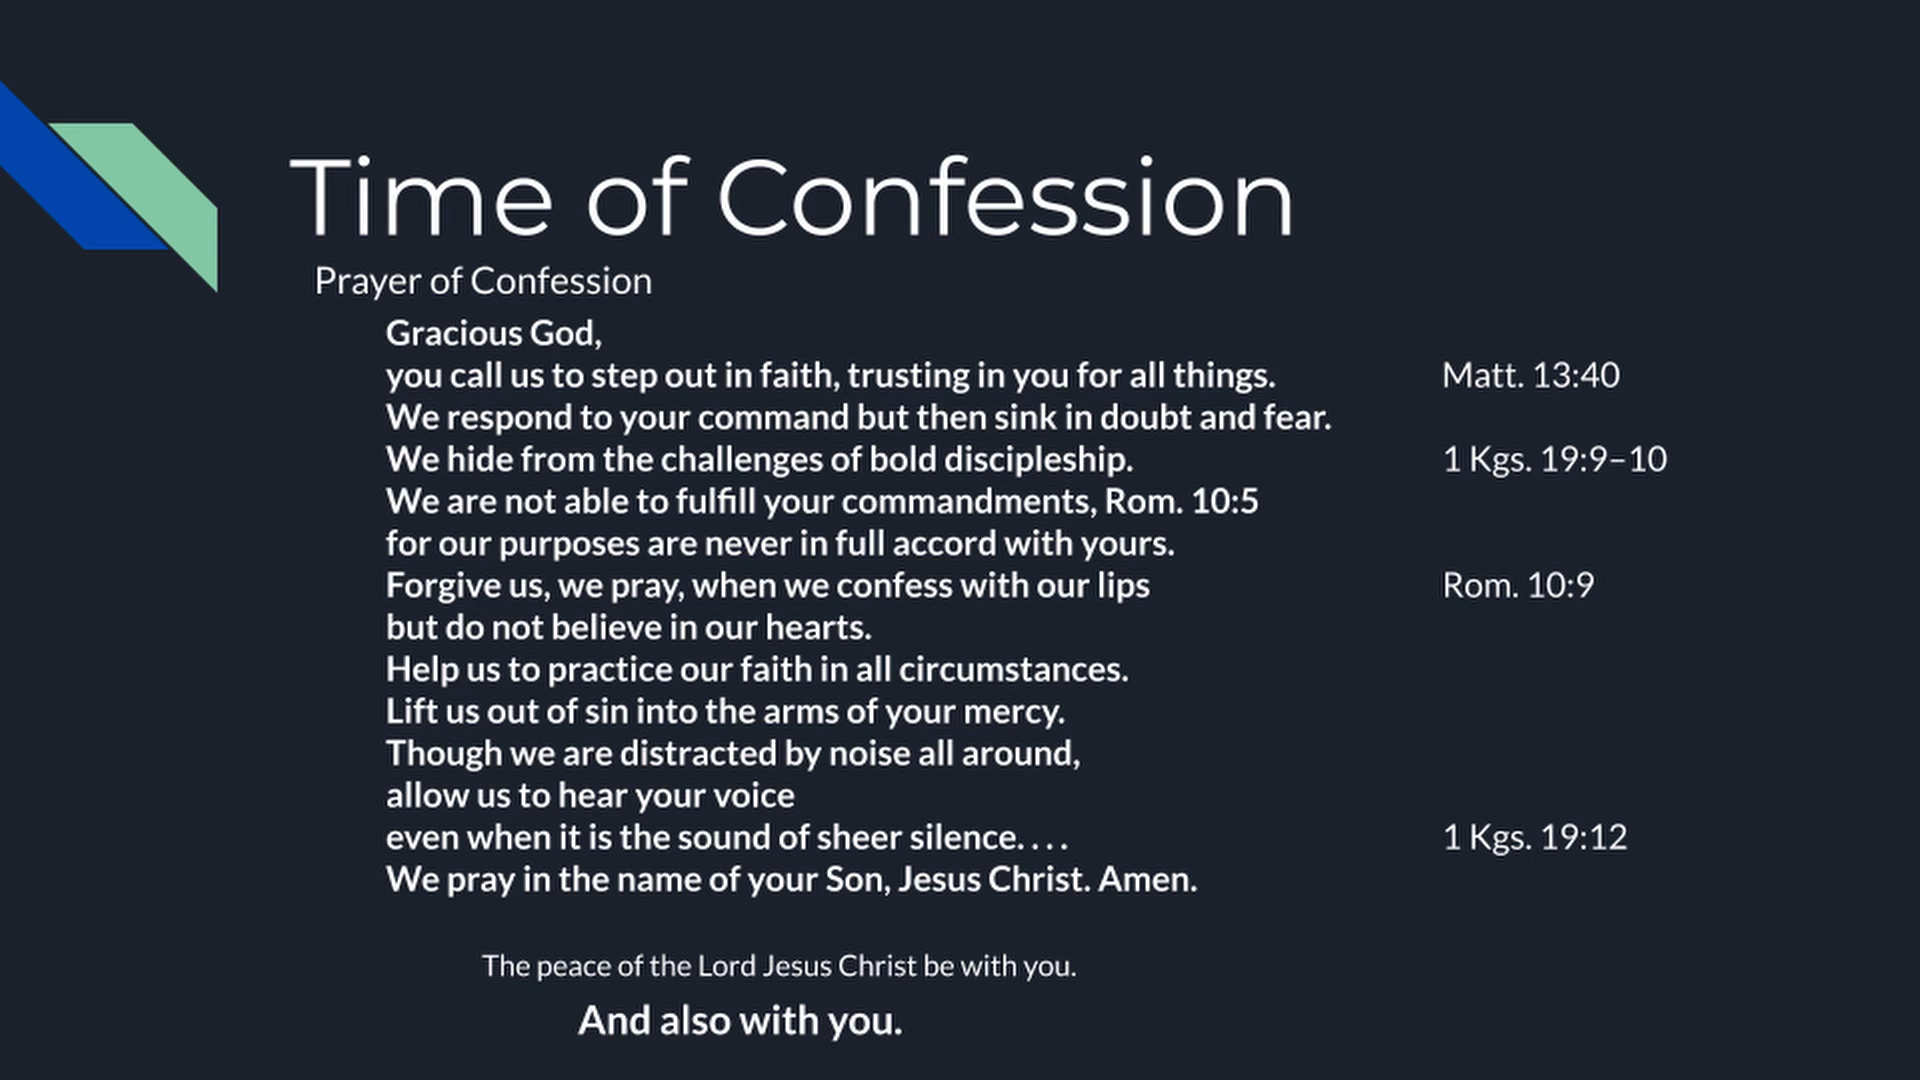 Time of Confession
Prayer of Confession
Gracious God,
you call us to step out in faith, trusting in you for all things. Matt. 13:40
We respond to your command but then sink in doubt and fear.
We hide from the challenges of bold discipleship. 1 Kgs. 19:9–10
We are not able to fulfill your commandments, Rom. 10:5
for our purposes are never in full accord with yours.
Forgive us, we pray, when we confess with our lips Rom. 10:9
but do not believe in our hearts.
Help us to practice our faith in all circumstances.
Lift us out of sin into the arms of your mercy.
Though we are distracted by noise all around,
allow us to hear your voice
even when it is the sound of sheer silence. . . . 1 Kgs. 19:12
We pray in the name of your Son, Jesus Christ. Amen.
The peace of the Lord Jesus Christ be with you.
And also with you.